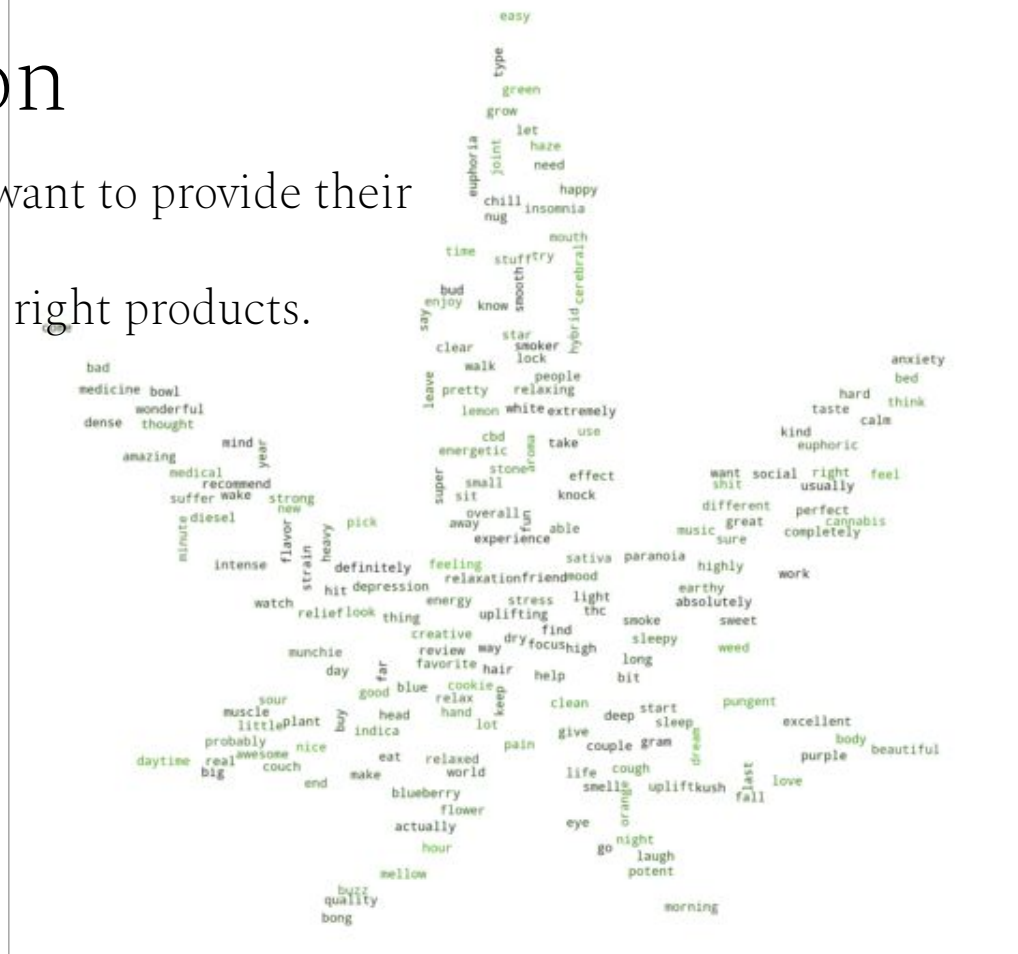 on
want to provide their
right products.
easy
type
green
grow
let
euphoria
joint
haze
need
happy
chill
insomnia
nug
mouth
time
stuff
try
cerebral
smooth
bud
enjoy
know
say
hybrid
star
clear
smoker
lock
walk
people
leave
pretty
relaxing
lemon
white
extremely
use
cbd
take
energetic
aroma
stone
effect
super
small
sit
knock
overall
fun
away
able
experience
bad
medicine
bowl
wonderful
dense
thought
mind
year
amazing
medical
recommend
suffer
wake
strong
new
diesel
minute
flavor
pick
heavy
strain
intense
definitely
hit
depression
watch
relief
look
thing
anxiety
bed
hard
think
taste
calm
kind
euphoric
want
social
right
feel
shit
usually
different
perfect
great
cannabis
music
completely
sure
sativa
paranoia
highly
work
earthy
absolutely
feeling
relaxation
friend
mood
energy
stress
light
thc
uplifting
smoke
sweet
creative
find
dry
focus
high
sleepy
weed
review
way
favorite
hair
long
help
bit
munchie
day
far
good
blue
cookie
relax
keep
sour
muscle
little
plant
buy
head
hand
lot
indica
probably
nice
awesome
daytime
real
couch
big
end
eat
relaxed
make
world
pain
blueberry
flower
actually
hour
mellow
buzz
quality
bong
clean
start
pungent
deep
sleep
excellent
give
couple
gram
dream
body
beautiful
purple
life
cough
last
love
smell
uplift
kush
fall
orange
eye
night
go
laugh
potent
morning